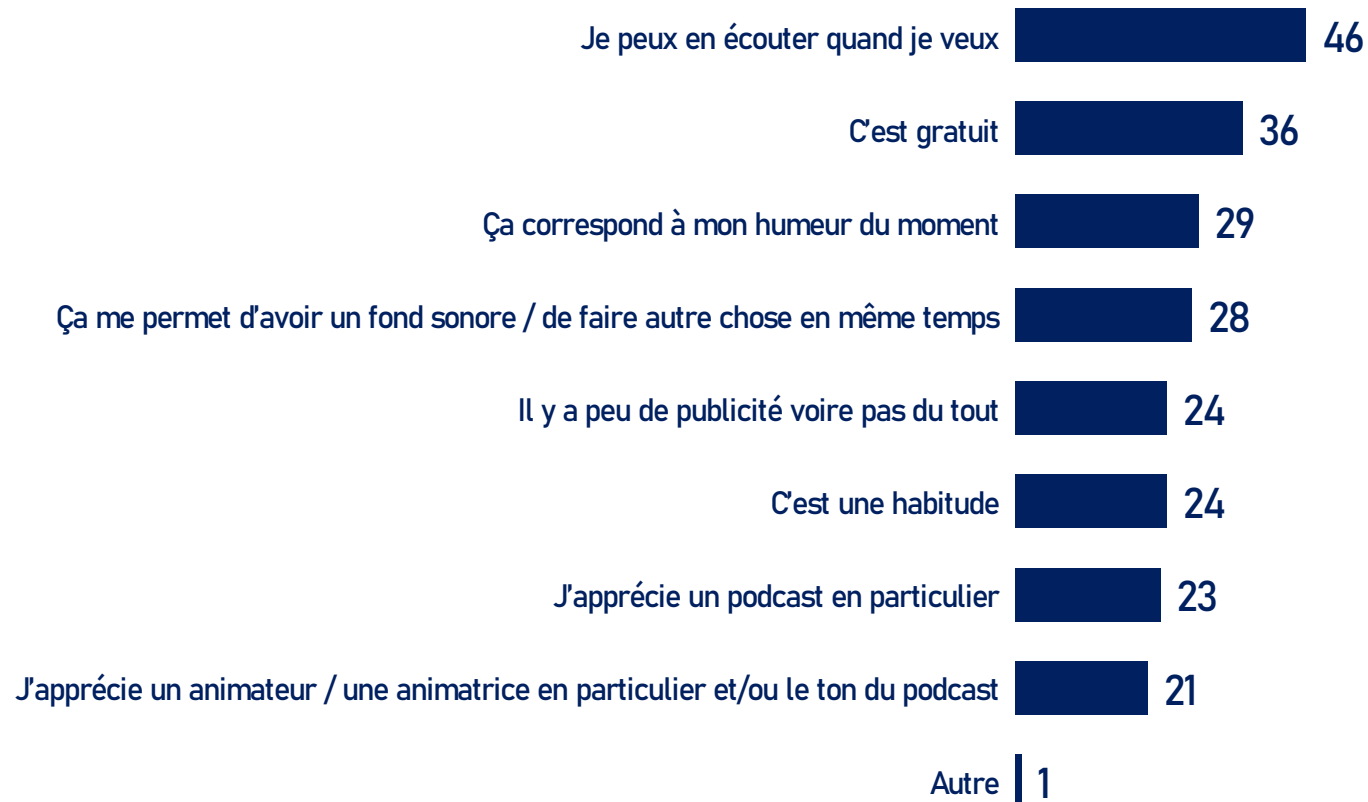 Je peux en écouter quand je veux 46
C'est gratuit 36
Ça correspond à mon humeur du moment 29
Ça me permet d'avoir un fond sonore / de faire autre chose en même temps 28
Il y a peu de publicité voire pas du tout 24
C'est une habitude 24
J'apprécie un podcast en particulier 23
J'apprécie un animateur / une animatrice en particulier et/ou le ton du podcast 21
Autre 1